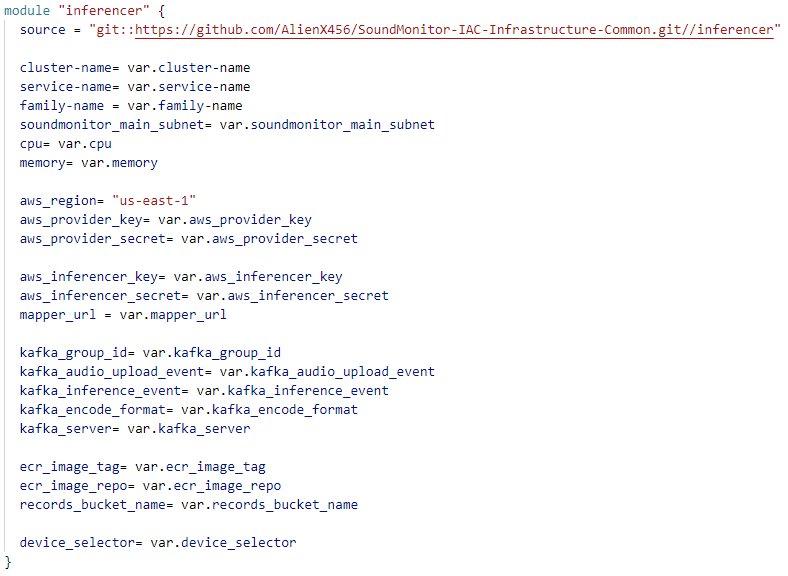 module "inferencer" {
  source = "git::https://github.com/AlienX456/SoundMonitor-IAC-Infrastructure-Common.git//inferencer"

  cluster-name= var.cluster-name
  service-name= var.service-name
  family-name = var.family-name
  soundmonitor_main_subnet= var.soundmonitor_main_subnet
  cpu= var.cpu
  memory= var.memory

  aws_region= "us-east-1"
  aws_provider_key= var.aws_provider_key
  aws_provider_secret= var.aws_provider_secret

  aws_inferencer_key= var.aws_inferencer_key
  aws_inferencer_secret= var.aws_inferencer_secret
  mapper_url = var.mapper_url

  kafka_group_id= var.kafka_group_id
  kafka_audio_upload_event= var.kafka_audio_upload_event
  kafka_inference_event= var.kafka_inference_event
  kafka_encode_format= var.kafka_encode_format
  kafka_server= var.kafka_server

  ecr_image_tag= var.ecr_image_tag
  ecr_image_repo= var.ecr_image_repo
  records_bucket_name= var.records_bucket_name

  device_selector= var.device_selector
}